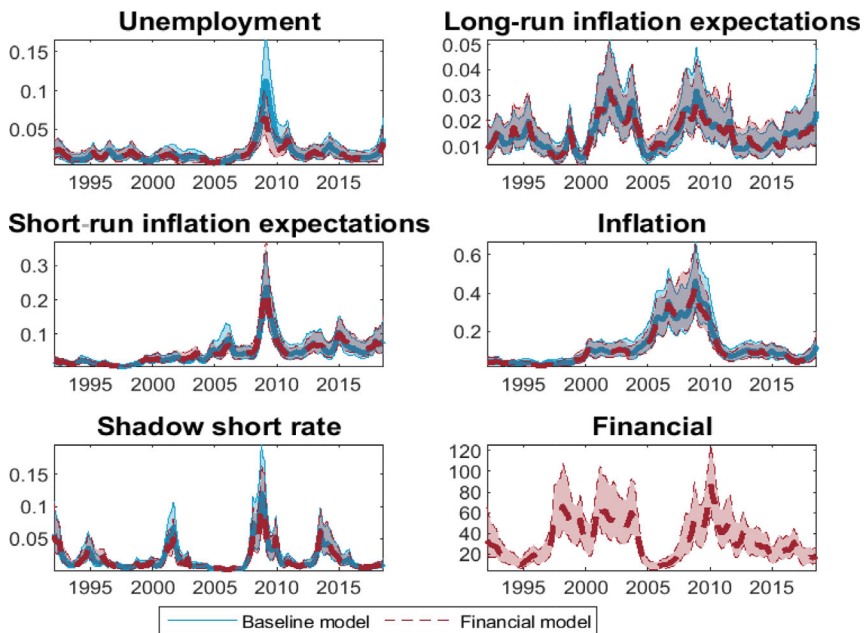 Unemployment
0.15
0.1
0.05
1995 2000 2005 2010 2015
Long-run inflation expectations
0.05
0.04
0.03
0.02
0.01
1995 2000 2005 2010 2015
Short-run inflation expectations
0.3
0.2
0.1
1995 2000 2005 2010 2015
Inflation
0.6
0.4
0.2
1995 2000 2005 2010 2015
Shadow short rate
0.15
0.1
0.05
1995 2000 2005 2010 2015
Financial
120
100
80
60
40
20
1995 2000 2005 2010 2015
Baseline model Financial model